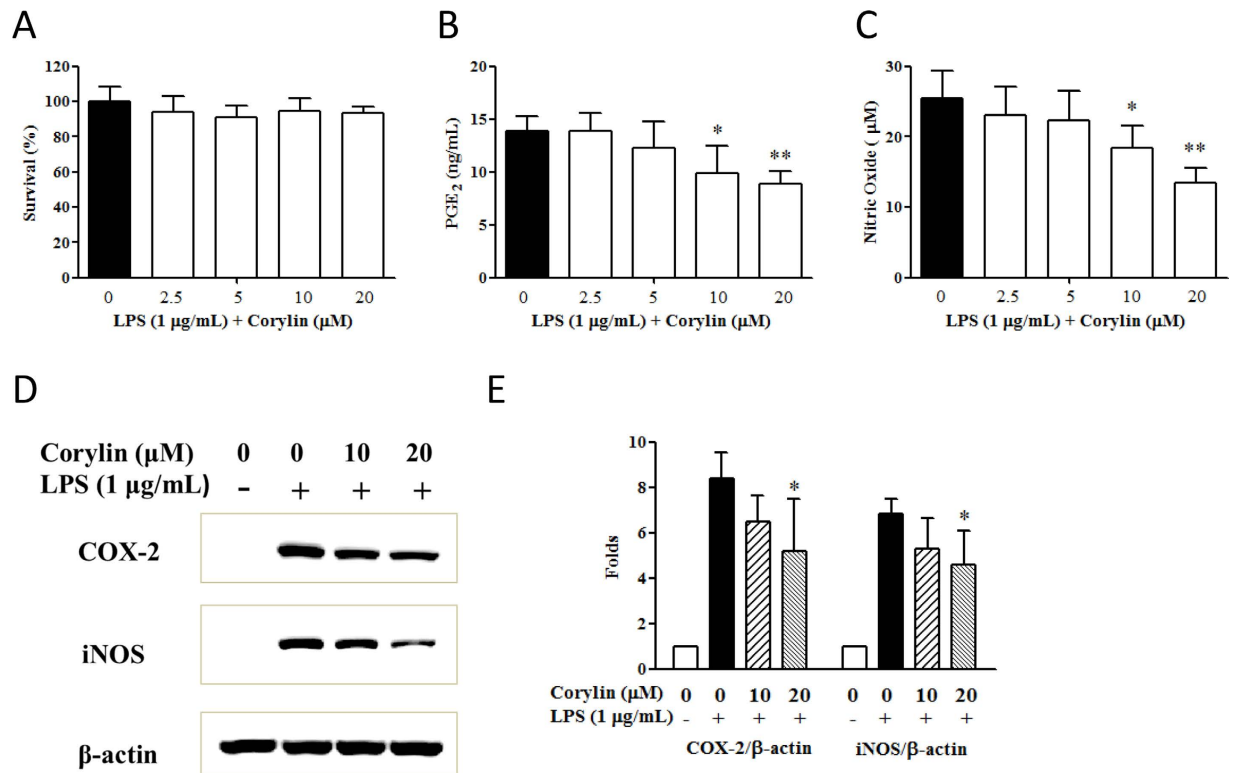 A
120
100
80
60
40
20
0
Survival (%)
0 2.5 5 10 20
LPS (1 μg/mL) + Corylin (μM)
B
20
15
10
5
0
PGE2 (ng/mL)
* **
0 2.5 5 10 20
LPS (1 μg/mL) + Corylin (μM)
C
30
20
10
0
Nitric Oxide ( μM)
* **
0 2.5 5 10 20
LPS (1 μg/mL) + Corylin (μM)
D
Corylin (μM) 0 0 10 20
LPS (1 μg/mL) - + + +
COX-2
iNOS
β-actin
E
10
8
6
4
2
0
Folds
* *
Corylin (μM) 0 0 10 20 0 0 10 20
LPS (1 μg/mL) - + + + - + + +
COX-2/β-actin iNOS/β-actin